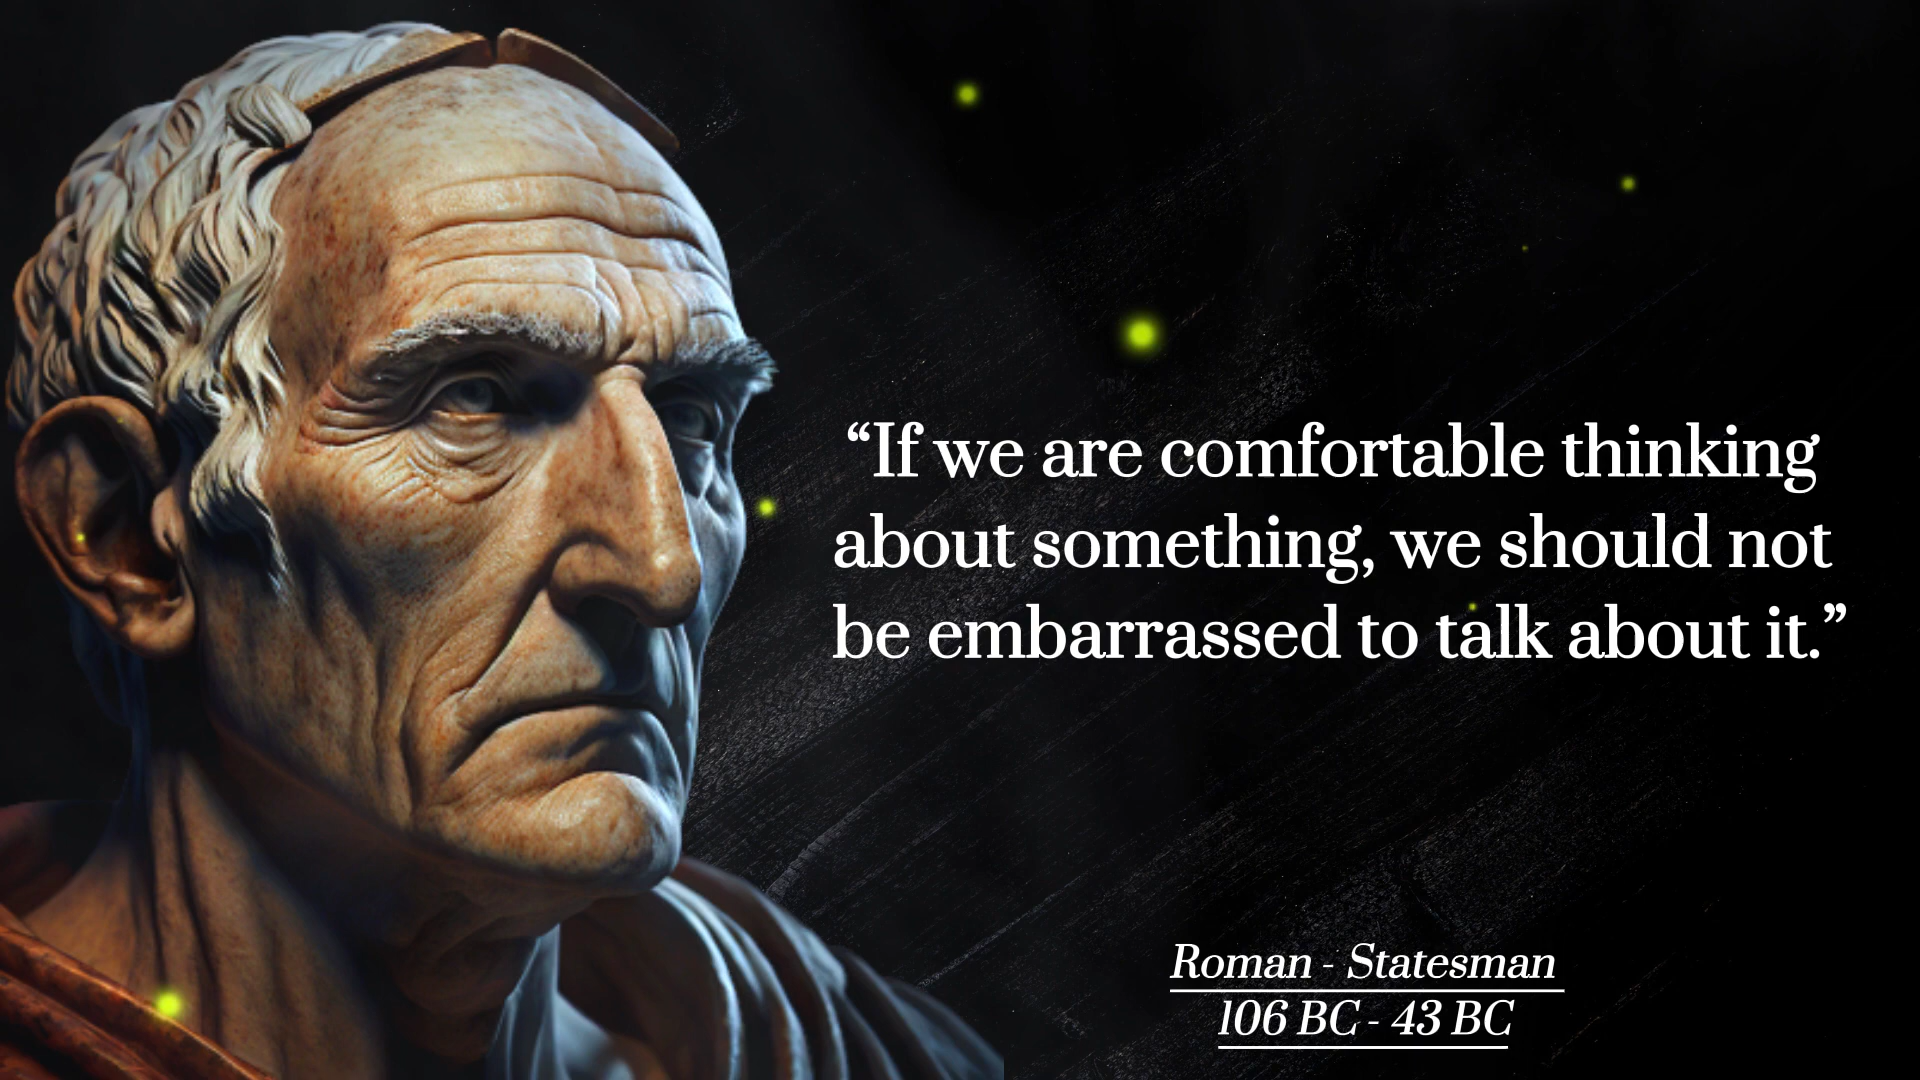 “If we are comfortable thinking
about something, we should not
be embarrassed to talk about it.”
Roman - Statesman
106 BC - 43 BC